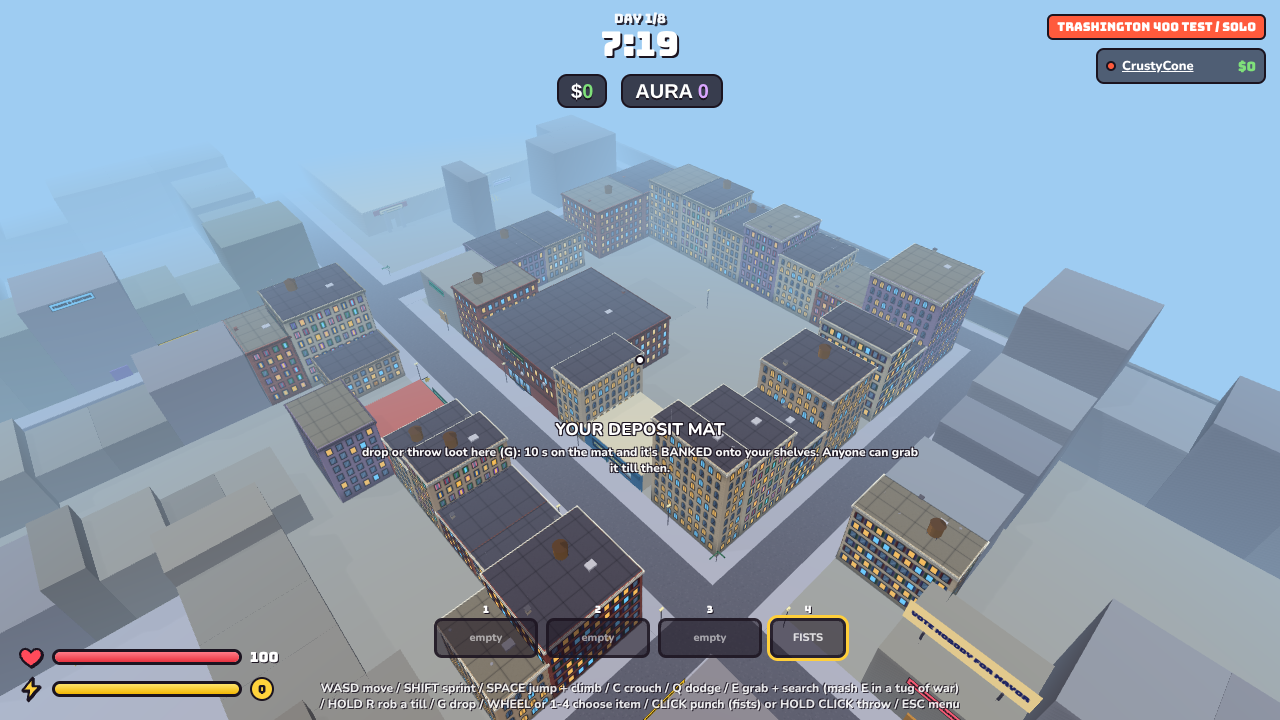 DAY 1/8
7:19
$0
AURA 0
TRASHINGTON 400 TEST / SOLO
CrustyCone $0
YOUR DEPOSIT MAT
drop or throw loot here (G): 10 s on the mat and it's BANKED onto your shelves. Anyone can grab
it till then.
1 2 3 4
empty empty empty FISTS
VOTE NOBODY FOR MAYOR
100
0
WASD move / SHIFT sprint / SPACE jump + climb / C crouch / Q dodge / E grab + search (mash E in a tug of war)
/ HOLD R rob a till / G drop / WHEEL or 1-4 choose item / CLICK punch (fists) or HOLD CLICK throw / ESC menu